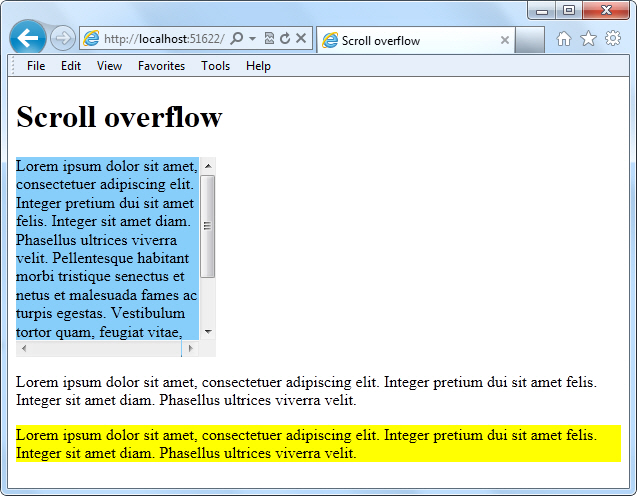 http://localhost:51622/
Scroll overflow
File Edit View Favorites Tools Help
Scroll overflow
Lorem ipsum dolor sit amet,
consectetuer adipiscing elit.
Integer pretium dui sit amet
felis. Integer sit amet diam.
Phasellus ultrices viverra
velit. Pellentesque habitant
morbi tristique senectus et
netus et malesuada fames ac
turpis egestas. Vestibulum
tortor quam, feugiat vitae,
Lorem ipsum dolor sit amet, consectetuer adipiscing elit. Integer pretium dui sit amet felis.
Integer sit amet diam. Phasellus ultrices viverra velit.
Lorem ipsum dolor sit amet, consectetuer adipiscing elit. Integer pretium dui sit amet felis.
Integer sit amet diam. Phasellus ultrices viverra velit.